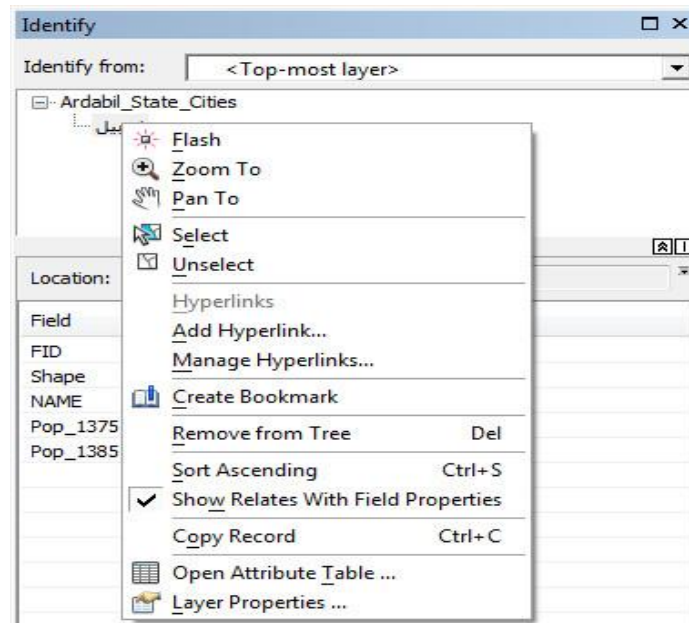 Identify
Identify from: <Top-most layer>
Ardabil_State_Cities
Flash
Zoom To
Pan To
Select
Unselect
Location:
Hyperlinks
Field
Add Hyperlink...
FID
Manage Hyperlinks...
Shape
NAME
Create Bookmark
Pop_1375
Remove from Tree Del
Pop_1385
Sort Ascending Ctrl+S
Show Relates With Field Properties
Copy Record Ctrl+C
Open Attribute Table ...
Layer Properties ...